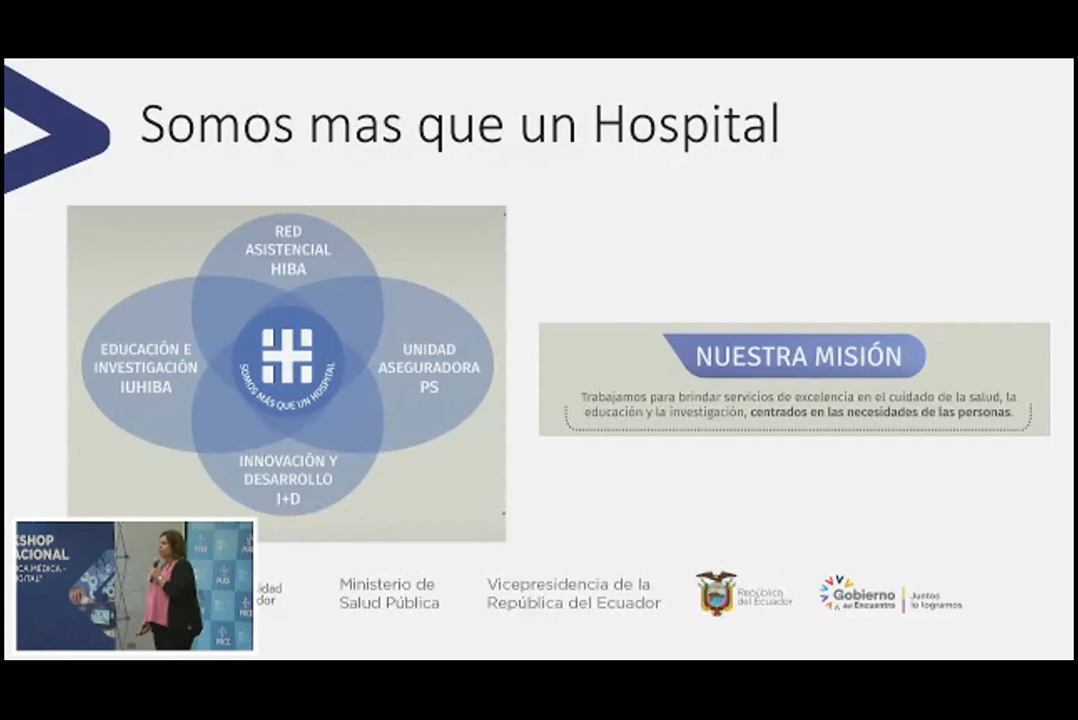 Somos mas que un Hospital
RED
ASISTENCIAL
HIBA
EDUCACIÓN E
INVESTIGACIÓN
IUHIBA
SOMOS MÁS QUE UN HOSPITAL
UNIDAD
ASEGURADORA
PS
INNOVACIÓN Y
DESARROLLO
I+D
NUESTRA MISIÓN
Trabajamos para brindar servicios de excelencia en el cuidado de la salud, la
educación y la investigación, centrados en las necesidades de las personas.
Ministerio de
Salud Pública
Vicepresidencia de la
República del Ecuador
República
del Ecuador
Gobierno
del Encuentro
Juntos
lo logramos